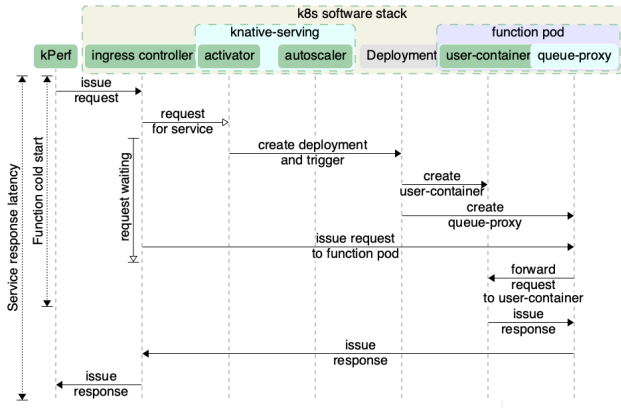 k8s software stack
knative-serving
function pod
kPerf
ingress controller
activator
autoscaler
Deployment
user-container
queue-proxy
issue
request
request
for service
create deployment
and trigger
create
user-container
create
queue-proxy
issue request
to function pod
forward
request
to user-container
issue
response
issue
response
issue
response
request waiting
Function cold start
Service response latency